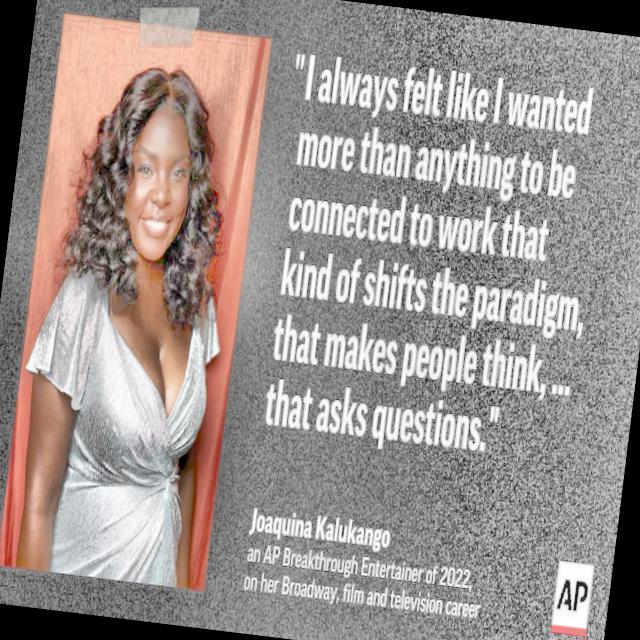 "I always felt like I wanted
more than anything to be
connected to work that
kind of shifts the paradigm,
that makes people think, ...
that asks questions."
Joaquina Kalukango
an AP Breakthrough Entertainer of 2022,
on her Broadway, film and television career
AP